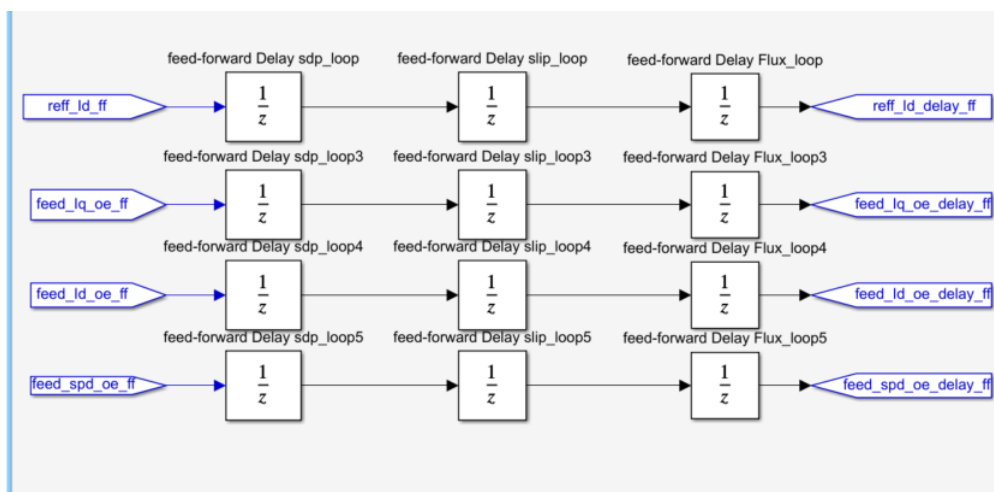 feed-forward Delay sdp_loop feed-forward Delay slip_loop feed-forward Delay Flux_loop
reff_Id_ff 1/z 1/z 1/z reff_Id_delay_ff
feed-forward Delay sdp_loop3 feed-forward Delay slip_loop3 feed-forward Delay Flux_loop3
feed_Iq_oe_ff 1/z 1/z 1/z feed_Iq_oe_delay_ff
feed-forward Delay sdp_loop4 feed-forward Delay slip_loop4 feed-forward Delay Flux_loop4
feed_Id_oe_ff 1/z 1/z 1/z feed_Id_oe_delay_ff
feed-forward Delay sdp_loop5 feed-forward Delay slip_loop5 feed-forward Delay Flux_loop5
feed_spd_oe_ff 1/z 1/z 1/z feed_spd_oe_delay_ff